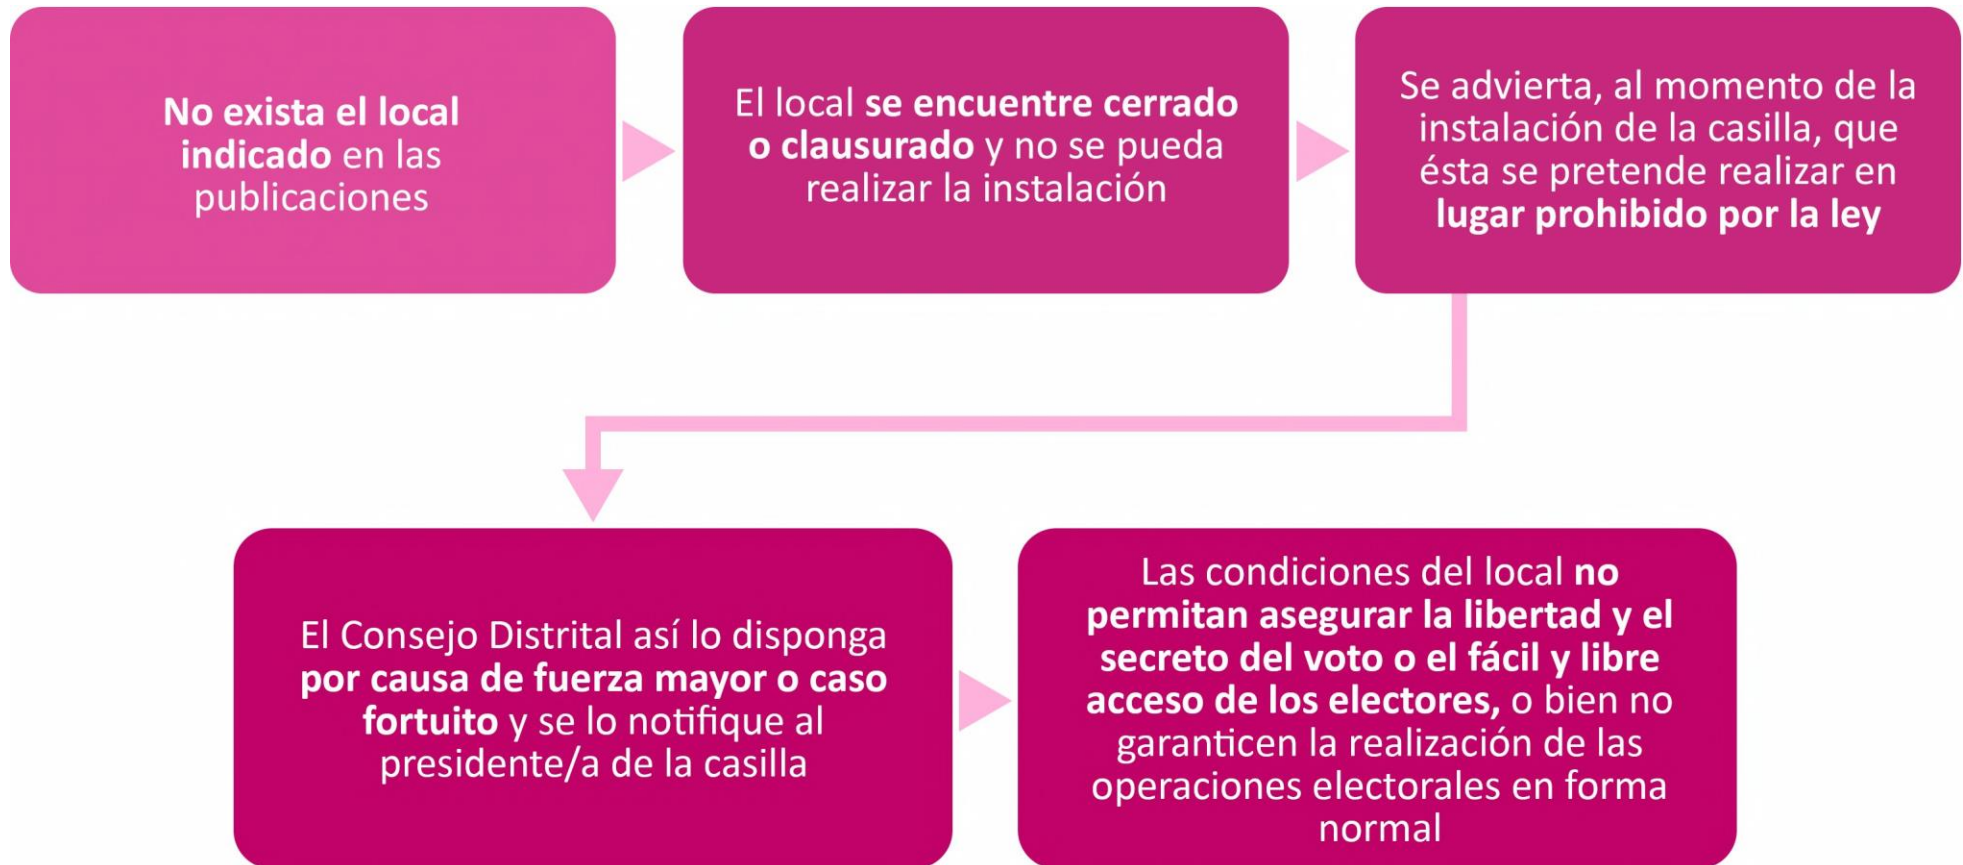 No exista el local
indicado en las
publicaciones
El local se encuentre cerrado
o clausurado y no se pueda
realizar la instalación
Se advierta, al momento de la
instalación de la casilla, que
ésta se pretende realizar en
lugar prohibido por la ley
El Consejo Distrital así lo disponga
por causa de fuerza mayor o caso
fortuito y se lo notifique al
presidente/a de la casilla
Las condiciones del local no
permitan asegurar la libertad y el
secreto del voto o el fácil y libre
acceso de los electores, o bien no
garanticen la realización de las
operaciones electorales en forma
normal